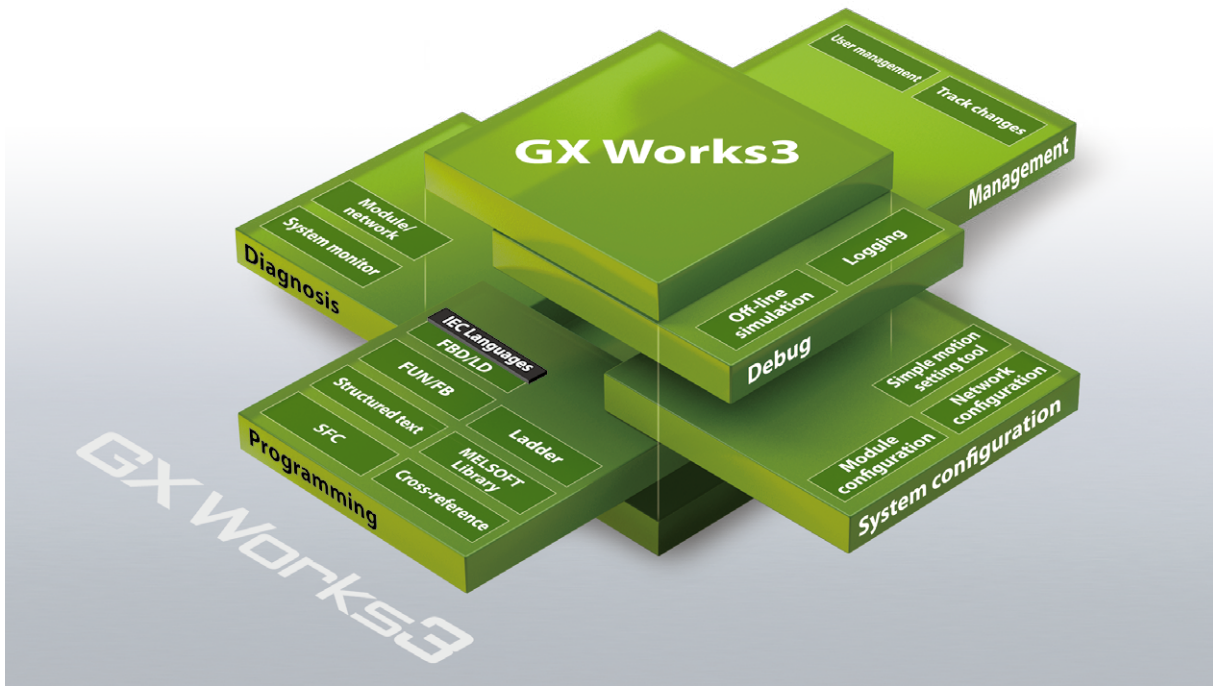 User management
Track changes
Management
GX Works3
Module/
network
System monitor
Diagnosis
Logging
Off-line
simulation
Debug
IEC Languages
FBD/LD
FUN/FB
Structured text
SFC
Ladder
MELSOFT
Library
Cross-reference
Programming
Simple motion
setting tool
Network
configuration
Module
configuration
System configuration
GX Works3